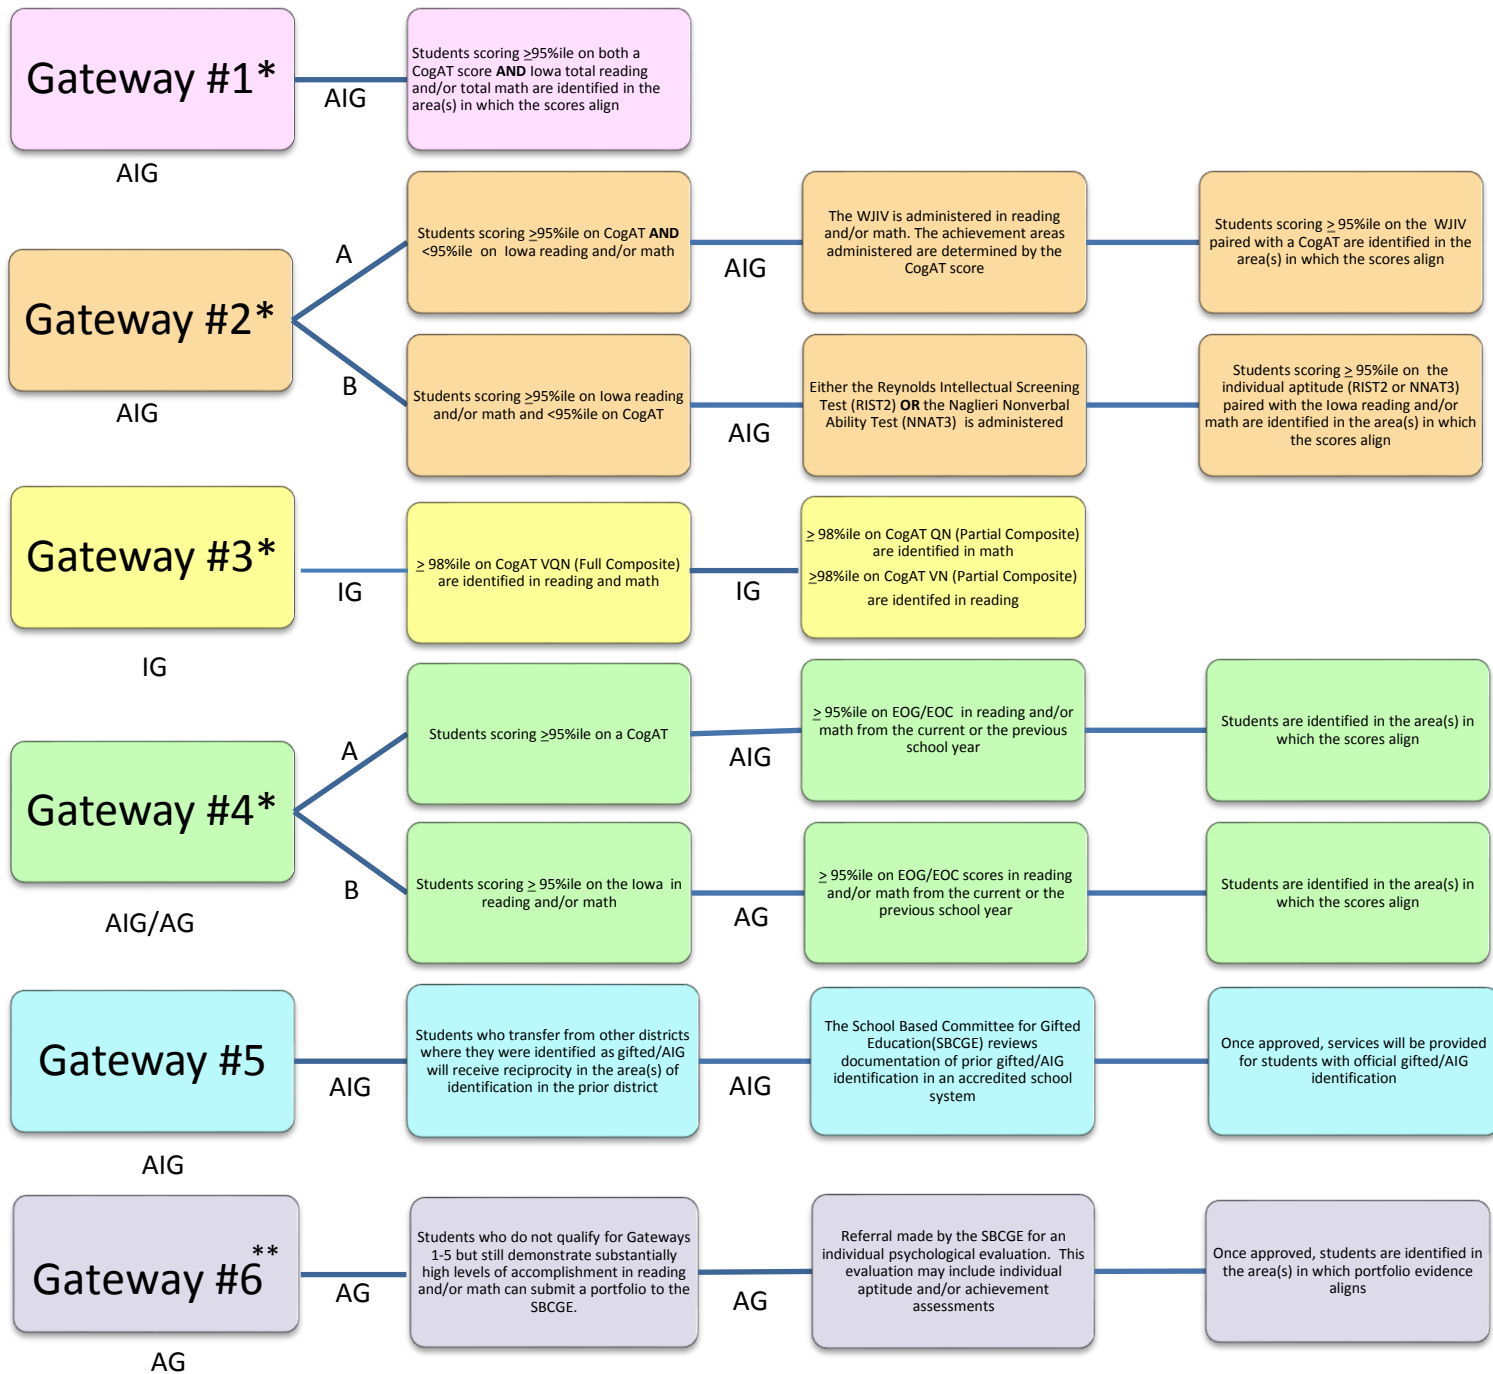 Gateway #1*
AIG
AIG
Students scoring ≥95%ile on both a
CogAT score AND Iowa total reading
and/or total math are identified in the
area(s) in which the scores align
Gateway #2*
AIG
A
Students scoring ≥95%ile on CogAT AND
<95%ile on Iowa reading and/or math
AIG
The WJIV is administered in reading
and/or math. The achievement areas
administered are determined by the
CogAT score
Students scoring ≥ 95%ile on the WJIV
paired with a CogAT are identified in the
area(s) in which the scores align
B
Students scoring ≥95%ile on Iowa reading
and/or math and <95%ile on CogAT
AIG
Either the Reynolds Intellectual Screening
Test (RIST2) OR the Naglieri Nonverbal
Ability Test (NNAT3) is administered
Students scoring ≥ 95%ile on the
individual aptitude (RIST2 or NNAT3)
paired with the Iowa reading and/or
math are identified in the area(s) in which
the scores align
Gateway #3*
IG
IG
≥ 98%ile on CogAT VQN (Full Composite)
are identified in reading and math
IG
≥ 98%ile on CogAT QN (Partial Composite)
are identified in math
≥98%ile on CogAT VN (Partial Composite)
are identifed in reading
Gateway #4*
AIG/AG
A
Students scoring ≥95%ile on a CogAT
AIG
≥ 95%ile on EOG/EOC in reading and/or
math from the current or the previous
school year
Students are identified in the area(s) in
which the scores align
B
Students scoring ≥ 95%ile on the Iowa in
reading and/or math
AG
≥ 95%ile on EOG/EOC scores in reading
and/or math from the current or the
previous school year
Students are identified in the area(s) in
which the scores align
Gateway #5
AIG
AIG
Students who transfer from other districts
where they were identified as gifted/AIG
will receive reciprocity in the area(s) of
identification in the prior district
AIG
The School Based Committee for Gifted
Education(SBCGE) reviews
documentation of prior gifted/AIG
identification in an accredited school
system
Once approved, services will be provided
for students with official gifted/AIG
identification
Gateway #6**
AG
AG
Students who do not qualify for Gateways
1-5 but still demonstrate substantially
high levels of accomplishment in reading
and/or math can submit a portfolio to the
SBCGE.
AG
Referral made by the SBCGE for an
individual psychological evaluation. This
evaluation may include individual
aptitude and/or achievement
assessments
Once approved, students are identified in
the area(s) in which portfolio evidence
aligns